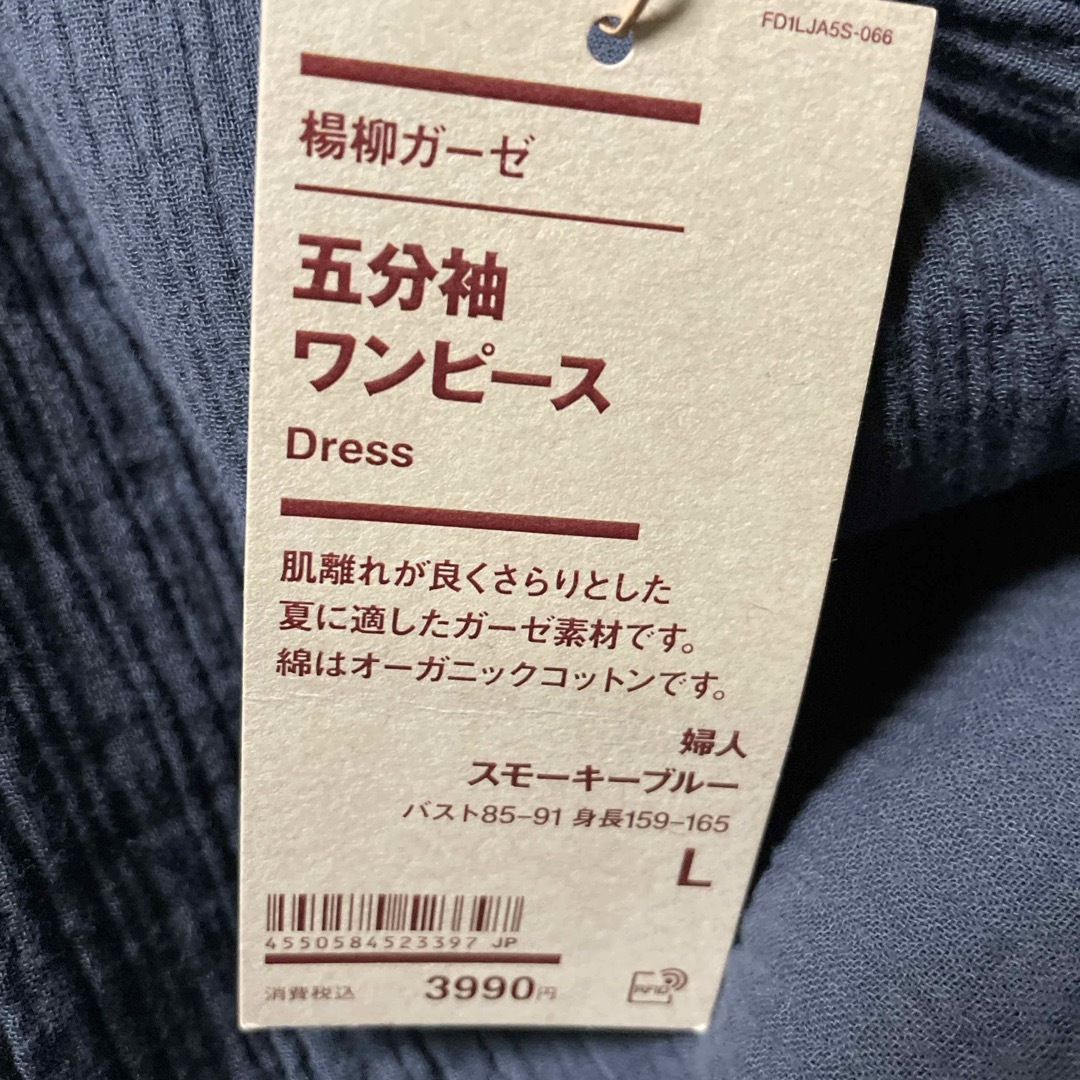 FD1LJA5S-066
楊柳ガーゼ
五分袖
ワンピース
Dress
肌離れが良くさらりとした
夏に適したガーゼ素材です。
綿はオーガニックコットンです。
婦人
スモーキーブルー
バスト85-91 身長159-165
L
4550584523397 JP
消費税込 3990円
RFID